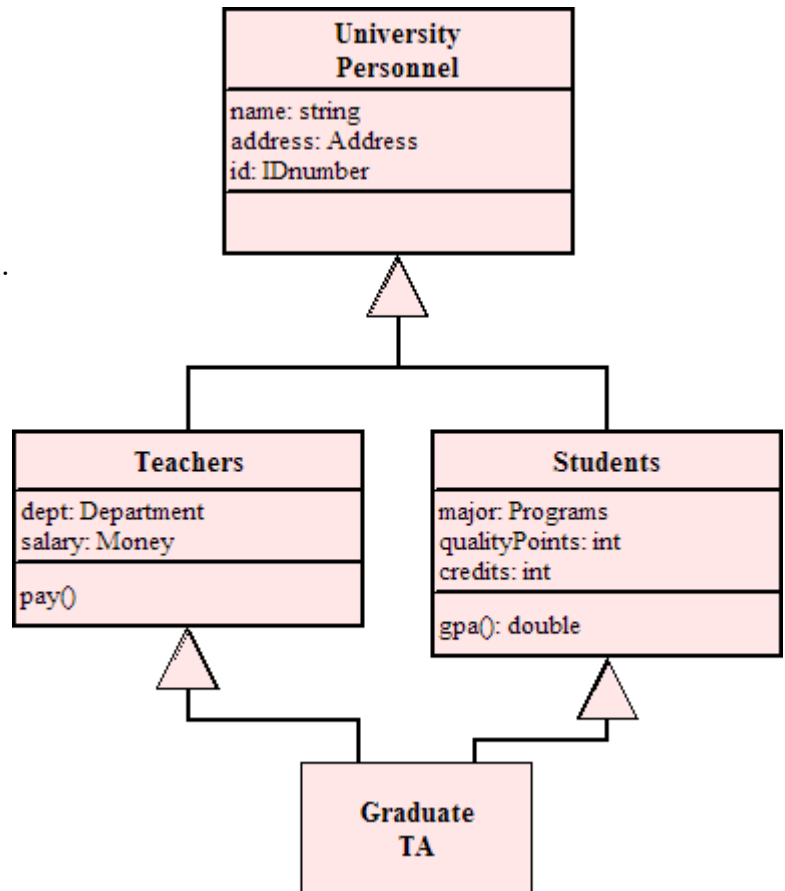 University
Personnel
name: string
address: Address
id: IDnumber
.
Teachers
dept: Department
salary: Money
pay()
Students
major: Programs
qualityPoints: int
credits: int
gpa(): double
Graduate
TA